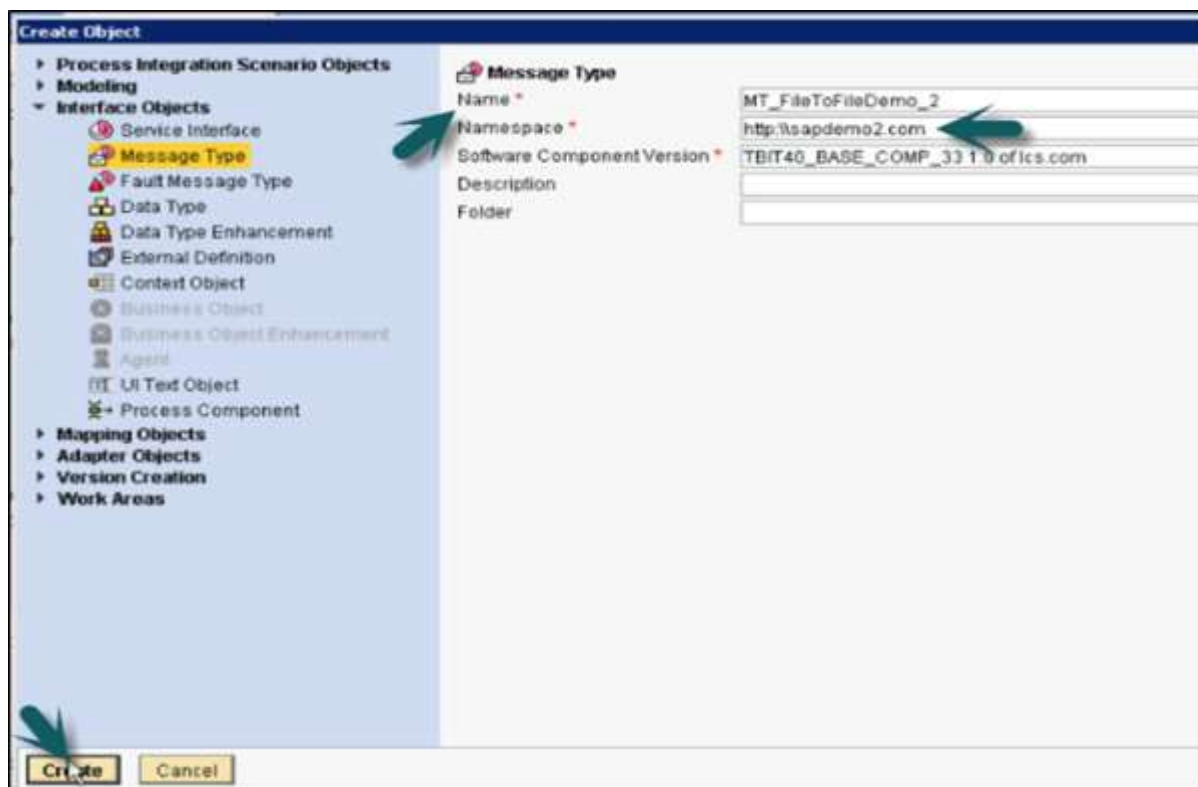 Create Object
Process Integration Scenario Objects
Modeling
Interface Objects
Service Interface
Message Type
Fault Message Type
Data Type
Data Type Enhancement
External Definition
Context Object
Business Object
Business Object Enhancement
Agent
UI Text Object
Process Component
Mapping Objects
Adapter Objects
Version Creation
Work Areas
Message Type
Name * MT_FileToFileDemo_2
Namespace * http:\\sapdemo2.com
Software Component Version * TBIT40_BASE_COMP_33 1.0 of lcs.com
Description
Folder
Create Cancel